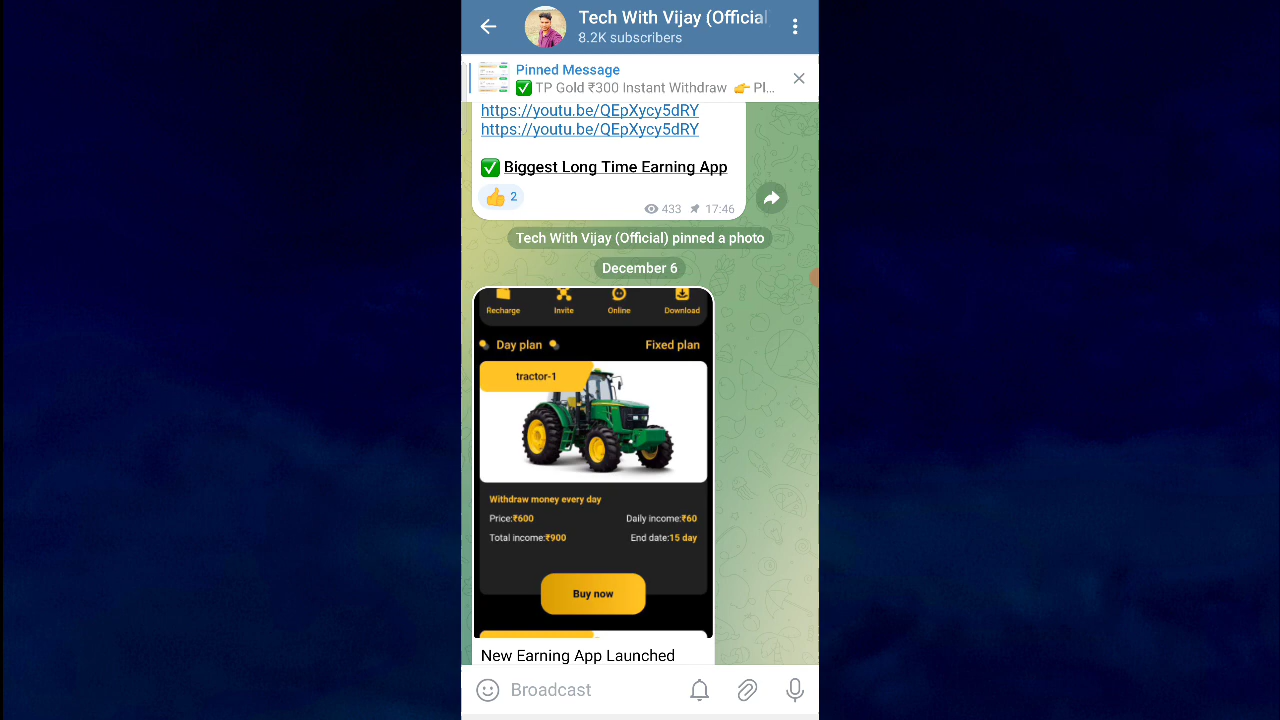 Tech With Vijay (Official
8.2K subscribers
Pinned Message
✅ TP Gold ₹300 Instant Withdraw 👉 Pl...
https://youtu.be/QEpXycy5dRY
https://youtu.be/QEpXycy5dRY
✅ Biggest Long Time Earning App
👍 2
433 17:46
Tech With Vijay (Official) pinned a photo
December 6
Recharge Invite Online Download
Day plan Fixed plan
tractor-1
Withdraw money every day
Price:₹600 Daily income:₹60
Total income:₹900 End date:15 day
Buy now
New Earning App Launched
Broadcast